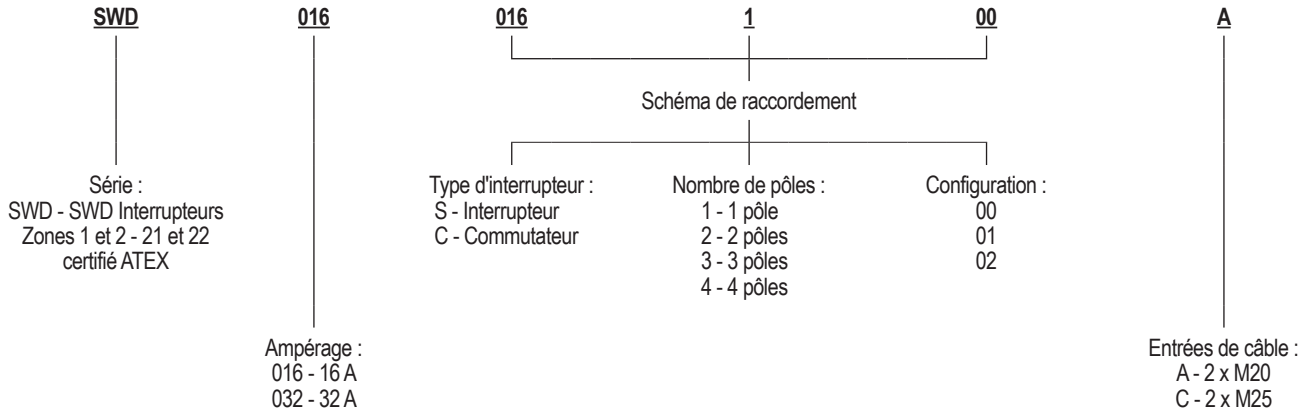 SWD 016 016 1 00 A
Schéma de raccordement
Série :
SWD - SWD Interrupteurs
Zones 1 et 2 - 21 et 22
certifié ATEX
Type d'interrupteur :
S - Interrupteur
C - Commutateur
Nombre de pôles :
1 - 1 pôle
2 - 2 pôles
3 - 3 pôles
4 - 4 pôles
Configuration :
00
01
02
Ampérage :
016 - 16 A
032 - 32 A
Entrées de câble :
A - 2 x M20
C - 2 x M25